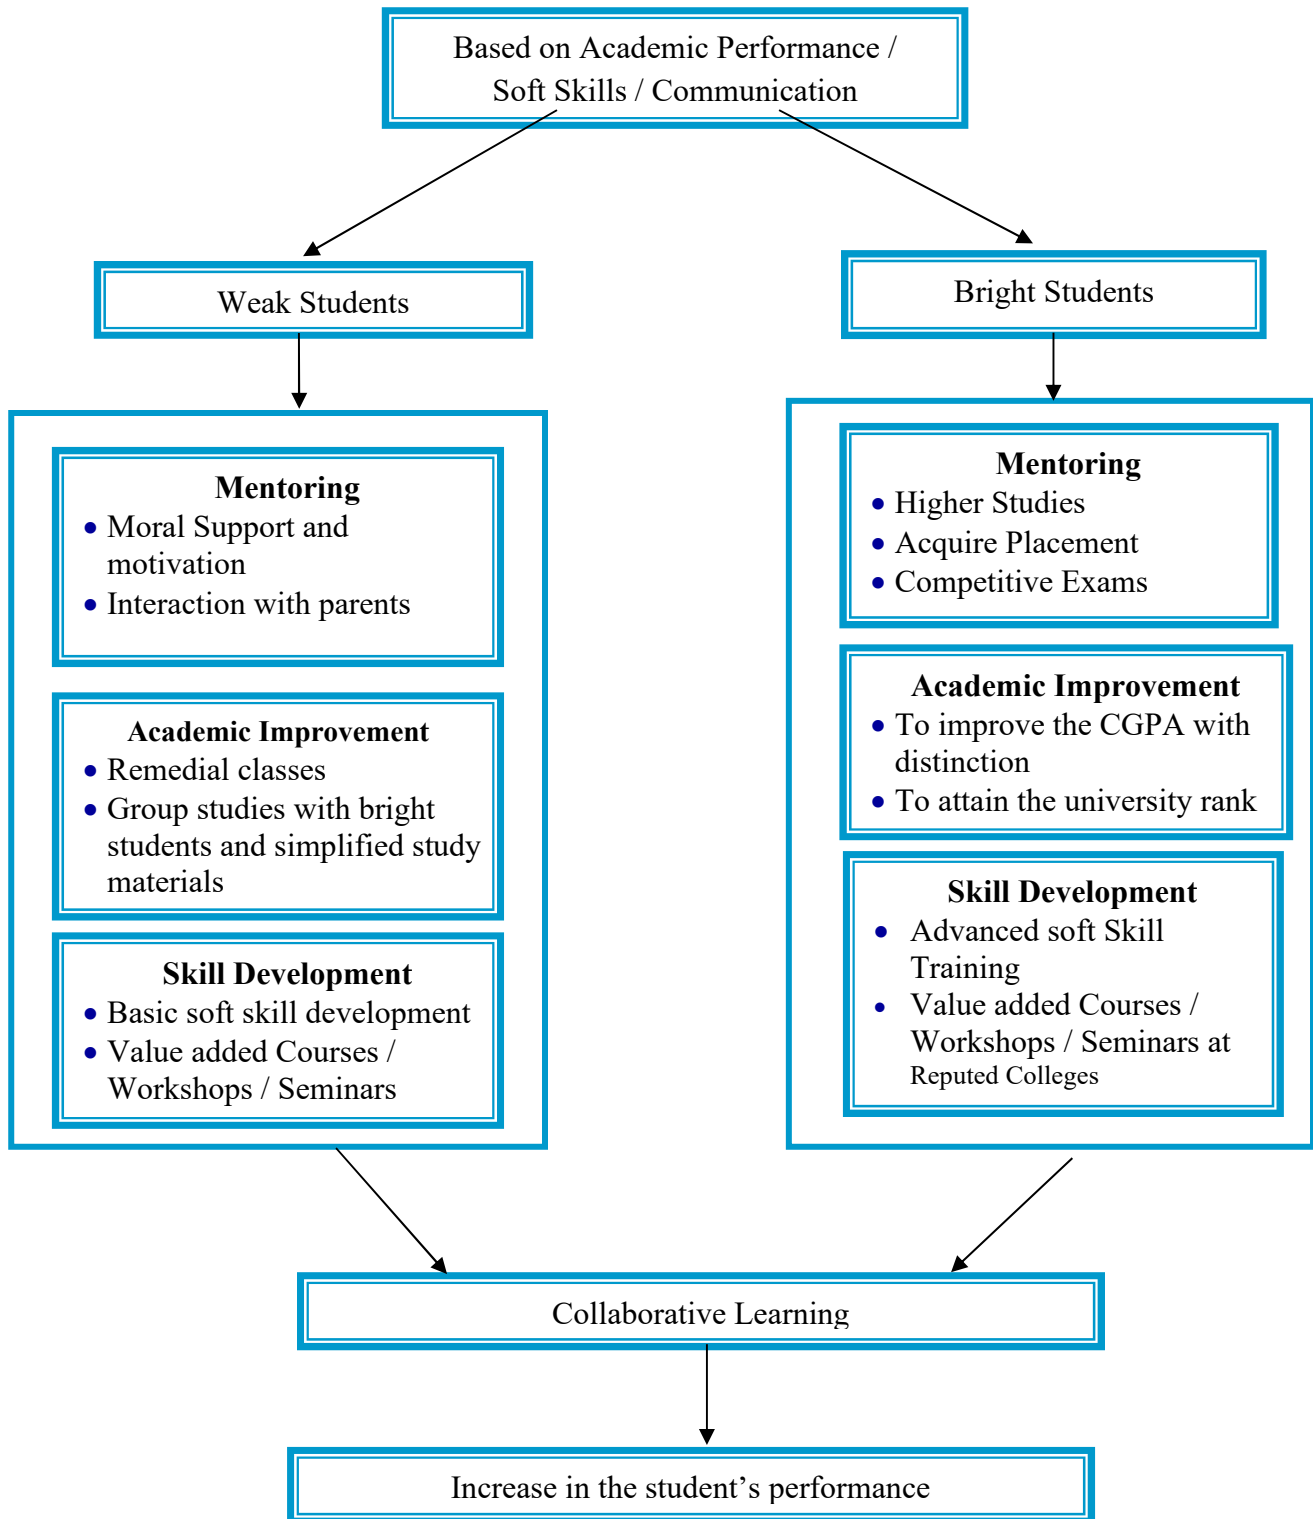 Based on Academic Performance /
Soft Skills / Communication
Weak Students
Bright Students
Mentoring
• Moral Support and
motivation
• Interaction with parents
Academic Improvement
• Remedial classes
• Group studies with bright
students and simplified study
materials
Skill Development
• Basic soft skill development
• Value added Courses /
Workshops / Seminars
Mentoring
• Higher Studies
• Acquire Placement
• Competitive Exams
Academic Improvement
• To improve the CGPA with
distinction
• To attain the university rank
Skill Development
• Advanced soft Skill
Training
• Value added Courses /
Workshops / Seminars at
Reputed Colleges
Collaborative Learning
Increase in the student’s performance